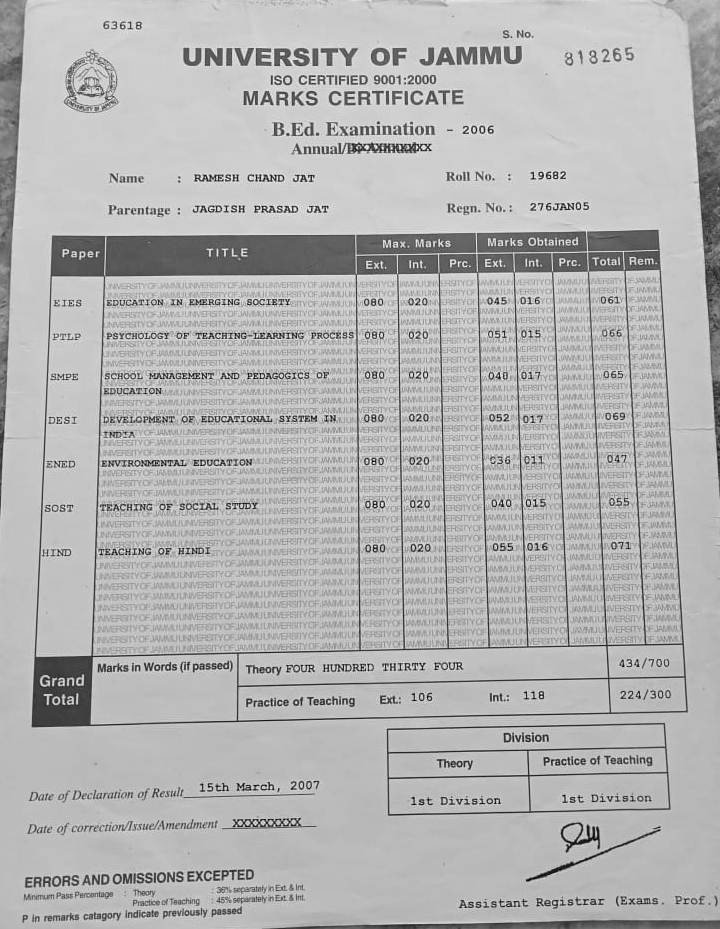 63618
S. No.
818265
UNIVERSITY OF JAMMU
ISO CERTIFIED 9001:2000
MARKS CERTIFICATE
B.Ed. Examination - 2006
Annual/
Name : RAMESH CHAND JAT Roll No. : 19682
Parentage : JAGDISH PRASAD JAT Regn. No. : 276JAN05
Paper TITLE Max. Marks Marks Obtained
Ext. Int. Prc. Ext. Int. Prc. Total Rem.
EIES EDUCATION IN EMERGING SOCIETY 080 020 045 016 061
PTLP PSYCHOLOGY OF TEACHING-LEARNING PROCESS 080 020 051 015 066
SMPE SCHOOL MANAGEMENT AND PEDAGOGICS OF 080 020 048 017 065
EDUCATION
DESI DEVELOPMENT OF EDUCATIONAL SYSTEM IN 080 020 052 017 069
INDIA
ENED ENVIRONMENTAL EDUCATION 080 020 036 011 047
SOST TEACHING OF SOCIAL STUDY 080 020 040 015 055
HIND TEACHING OF HINDI 080 020 055 016 071
Grand Total
Marks in Words (if passed) Theory FOUR HUNDRED THIRTY FOUR 434/700
Practice of Teaching Ext.: 106 Int.: 118 224/300
Division
Theory Practice of Teaching
1st Division 1st Division
Date of Declaration of Result 15th March, 2007
Date of correction/Issue/Amendment XXXXXXXXX
ERRORS AND OMISSIONS EXCEPTED
Minimum Pass Percentage : Theory : 36% separately in Ext. & Int.
Practice of Teaching : 45% separately in Ext. & Int.
P in remarks catagory indicate previously passed
Assistant Registrar (Exams. Prof.)